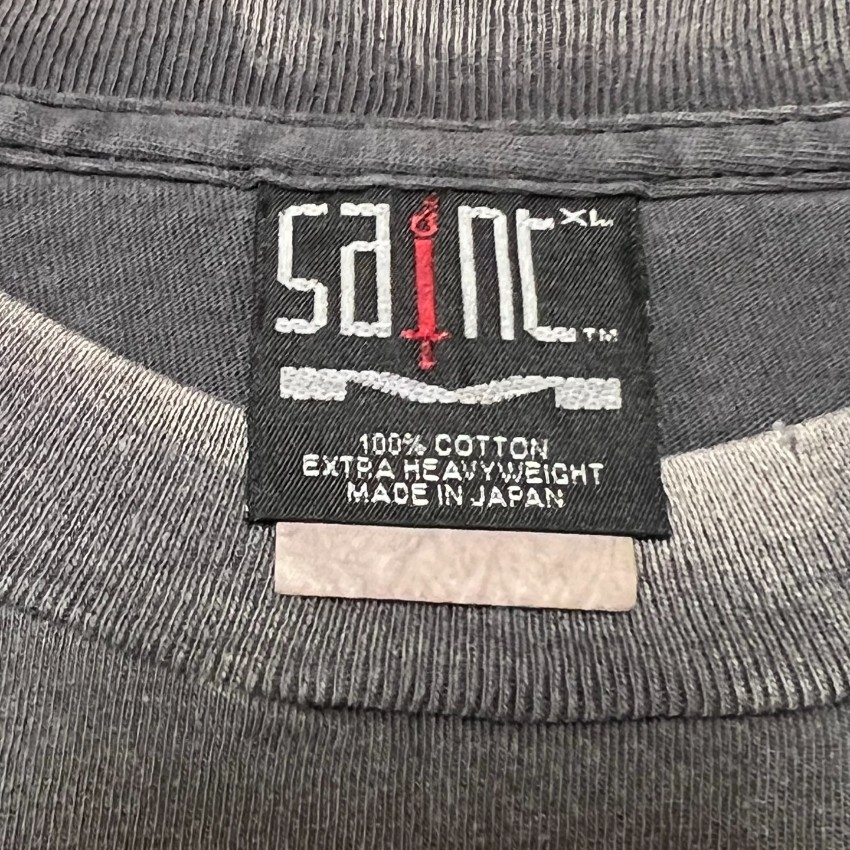 saint XL
TM
100% COTTON
EXTRA HEAVYWEIGHT
MADE IN JAPAN